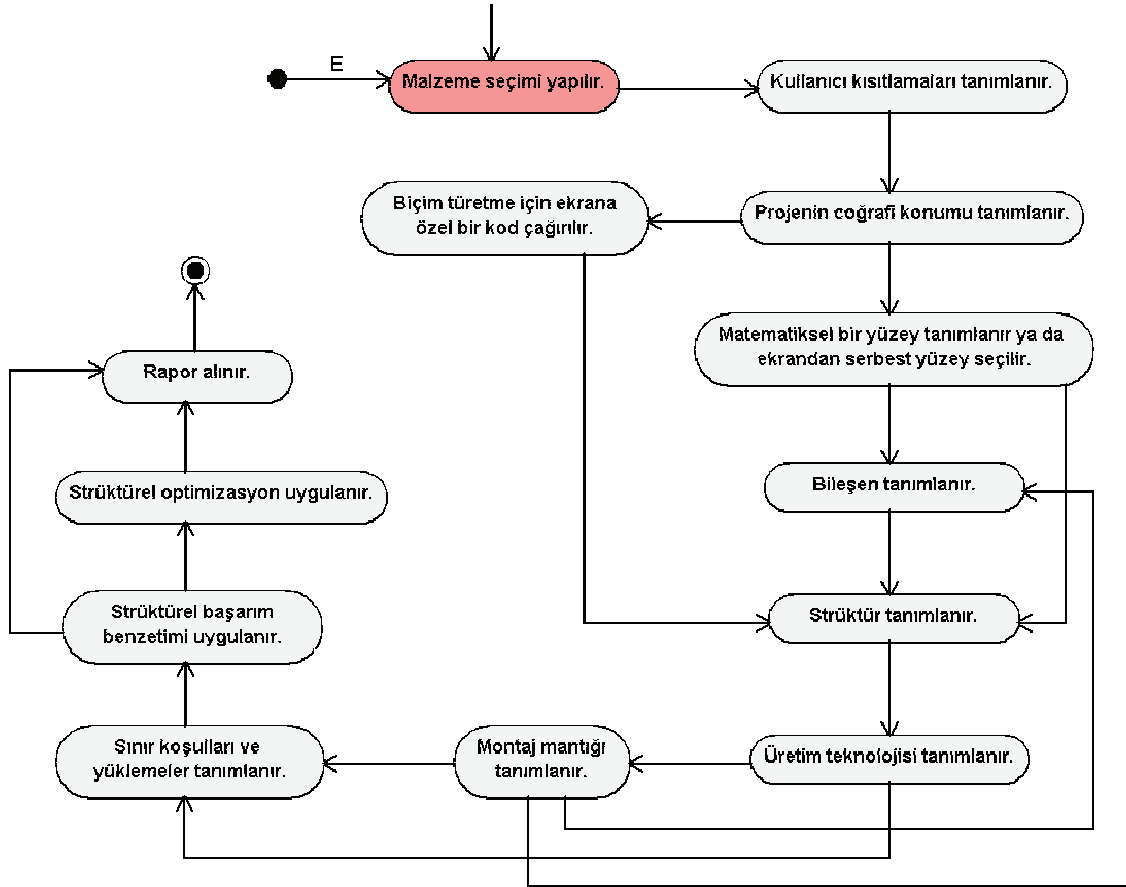 E
Malzeme seçimi yapılır.
Kullanıcı kısıtlamaları tanımlanır.
Projenin coğrafi konumu tanımlanır.
Biçim türetme için ekrana
özel bir kod çağırılır.
Matematiksel bir yüzey tanımlanır ya da
ekrandan serbest yüzey seçilir.
Bileşen tanımlanır.
Strüktür tanımlanır.
Üretim teknolojisi tanımlanır.
Montaj mantığı
tanımlanır.
Sınır koşulları ve
yüklemeler tanımlanır.
Strüktürel başarım
benzetimi uygulanır.
Strüktürel optimizasyon uygulanır.
Rapor alınır.